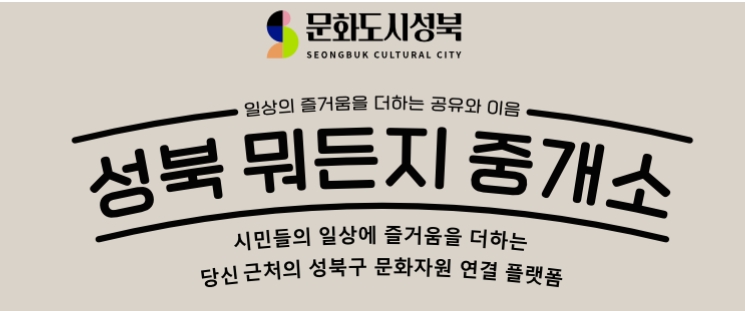 문화도시성북
SEONGBUK CULTURAL CITY
일상의 즐거움을 더하는 공유와 이음
성북 뭐든지 중개소
시민들의 일상에 즐거움을 더하는
당신 근처의 성북구 문화자원 연결 플랫폼